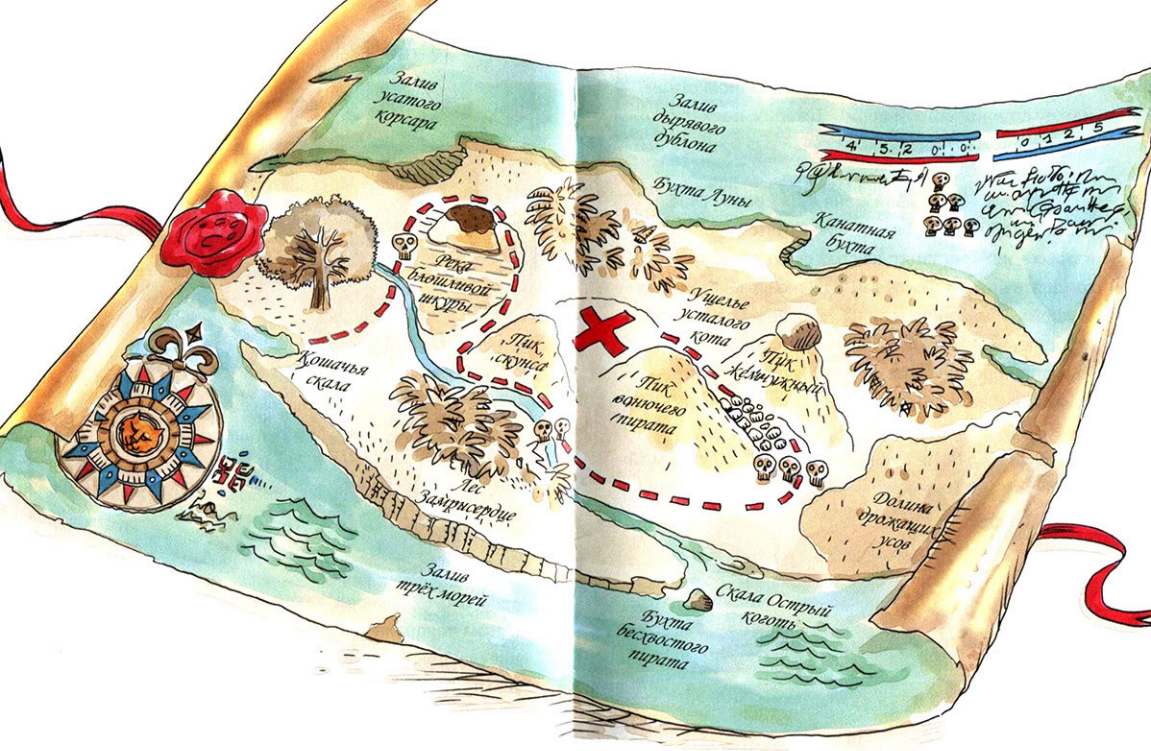 Залив
усатого
корсара
Залив
дырявого
дублона
Бухта Луны
Канатная
бухта
4 5 2 0 0
0 1 2 5
Река
блошливой
шкуры
Ущелье
усталого
кота
Пик
скунса
Пик
жемчужный
Кошачья
скала
Пик
вонючего
пирата
Лес
Замрисердце
Долина
дрожащих
усов
Залив
трёх морей
Скала Острый
коготь
Бухта
бесхвостого
пирата